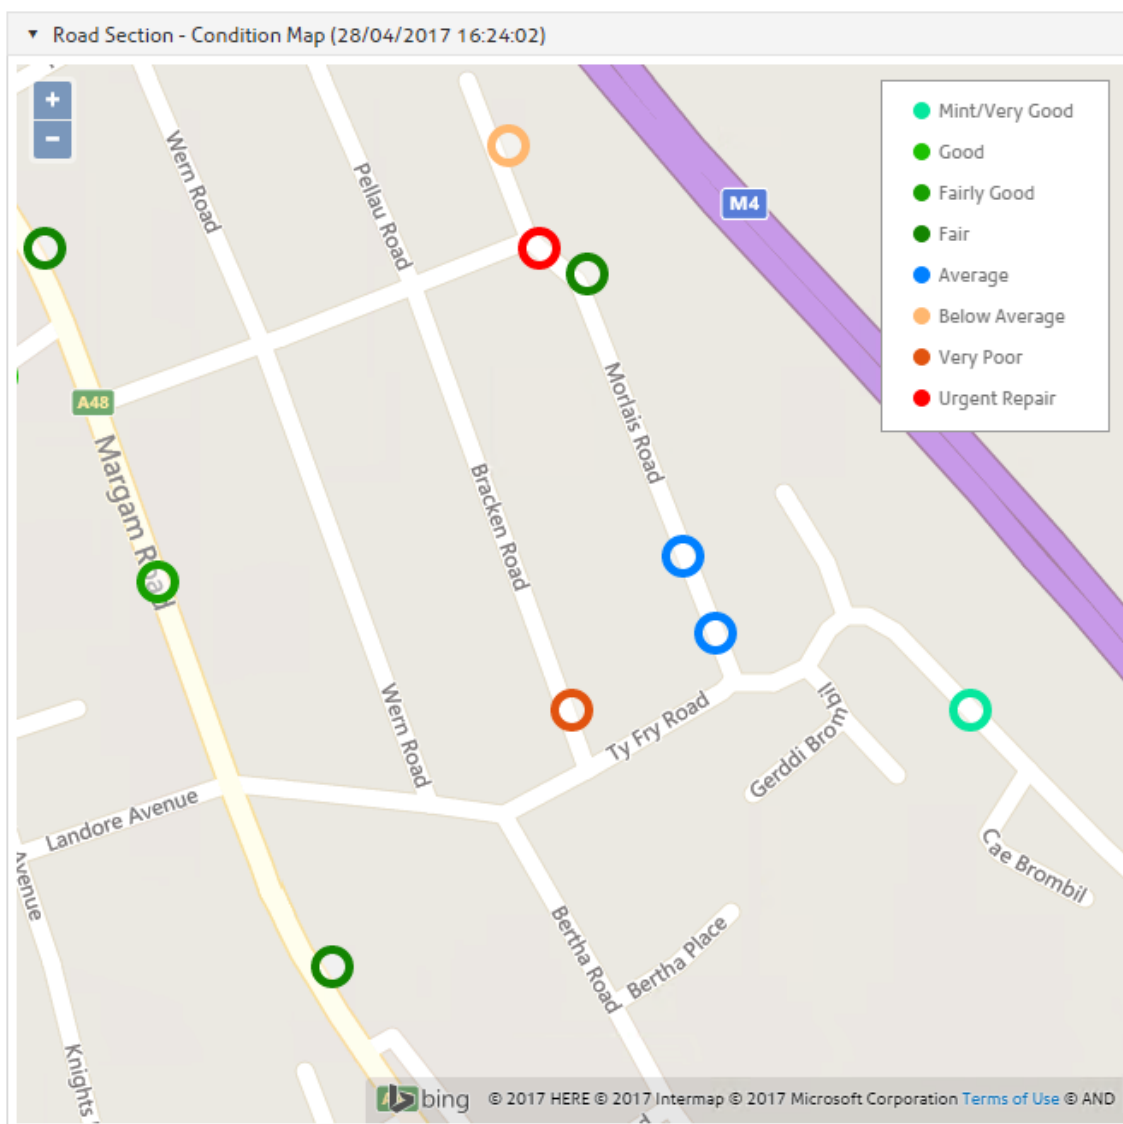 Road Section - Condition Map (28/04/2017 16:24:02)
+
−
Mint/Very Good
Good
Fairly Good
Fair
Average
Below Average
Very Poor
Urgent Repair
M4
Wern Road
Pellau Road
A48
Margam Road
Morlais Road
Bracken Road
Wern Road
Ty Fry Road
Gerddi Brombil
Cae Brombil
Landore Avenue
Avenue
Bertha Road
Bertha Place
Knights
bing
© 2017 HERE © 2017 Intermap © 2017 Microsoft Corporation Terms of Use © AND